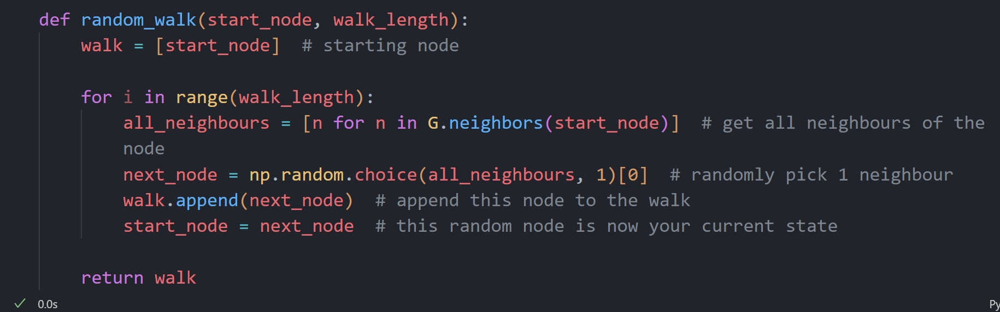 def random_walk(start_node, walk_length):
    walk = [start_node]  # starting node

    for i in range(walk_length):
        all_neighbours = [n for n in G.neighbors(start_node)]  # get all neighbours of the
        node
        next_node = np.random.choice(all_neighbours, 1)[0]  # randomly pick 1 neighbour
        walk.append(next_node)  # append this node to the walk
        start_node = next_node  # this random node is now your current state

    return walk
✓ 0.0s
Py